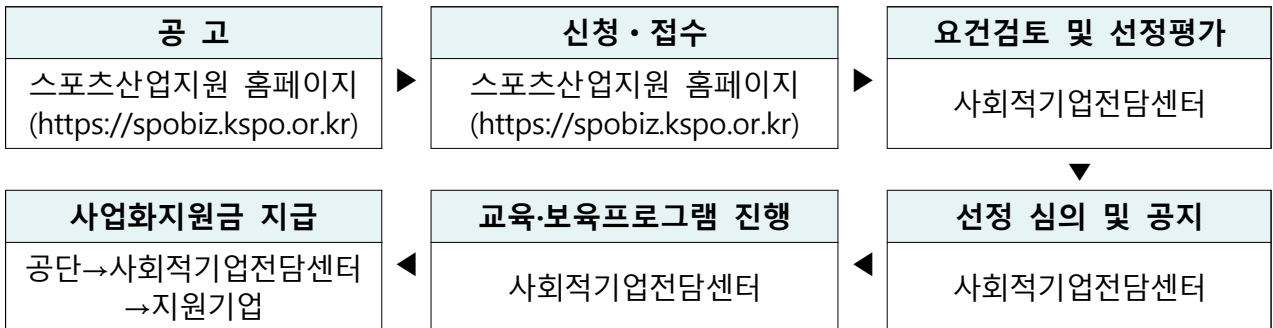 공 고
스포츠산업지원 홈페이지
(https://spobiz.kspo.or.kr)
▶
신청・접수
스포츠산업지원 홈페이지
(https://spobiz.kspo.or.kr)
▶
요건검토 및 선정평가
사회적기업전담센터
▼
선정 심의 및 공지
사회적기업전담센터
◀
교육·보육프로그램 진행
사회적기업전담센터
◀
사업화지원금 지급
공단→사회적기업전담센터
→지원기업